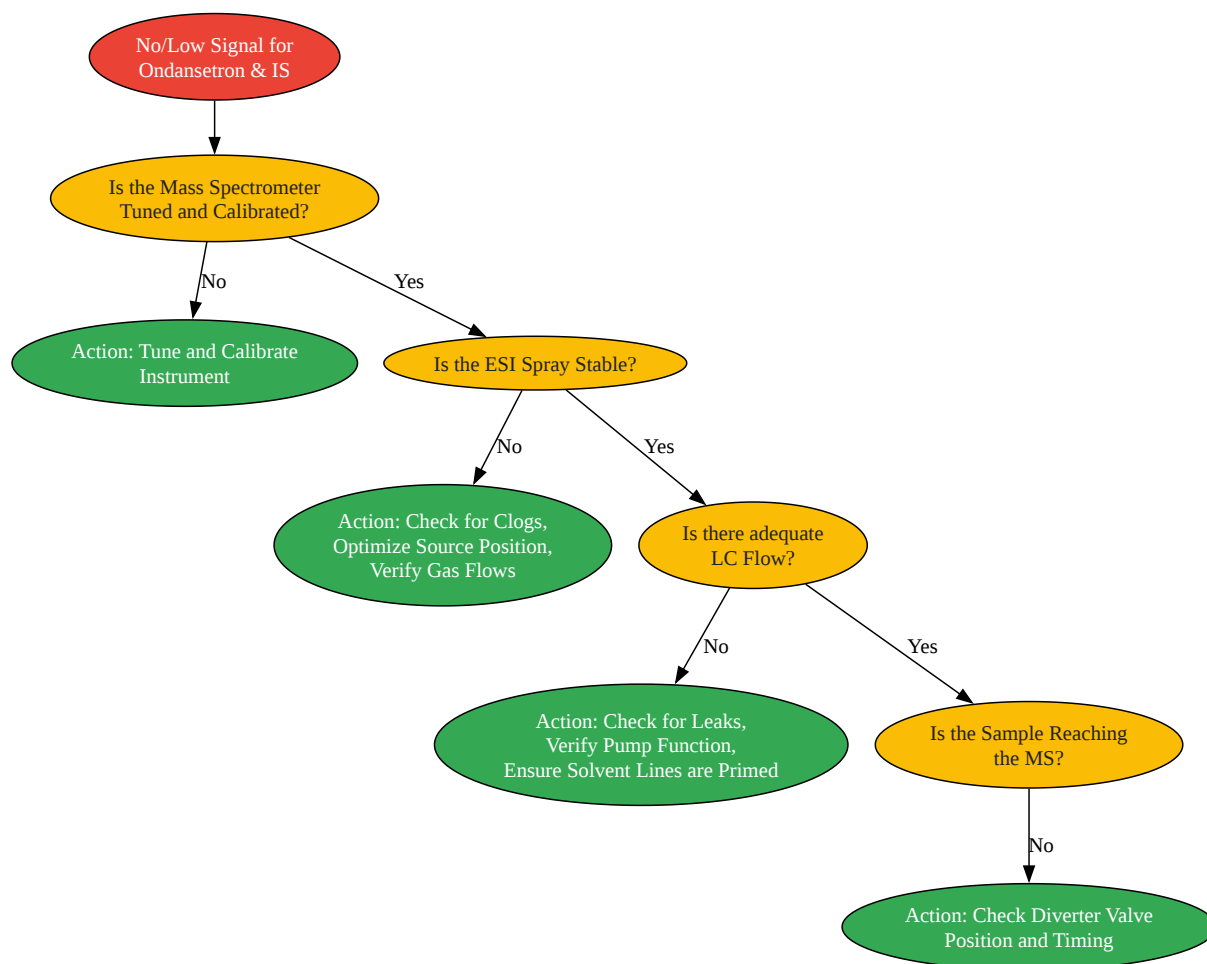 No/Low Signal for
Ondansetron & IS
Is the Mass Spectrometer
Tuned and Calibrated?
No
Yes
Action: Tune and Calibrate
Instrument
Is the ESI Spray Stable?
No
Yes
Action: Check for Clogs,
Optimize Source Position,
Verify Gas Flows
Is there adequate
LC Flow?
No
Yes
Action: Check for Leaks,
Verify Pump Function,
Ensure Solvent Lines are Primed
Is the Sample Reaching
the MS?
No
Action: Check Diverter Valve
Position and Timing